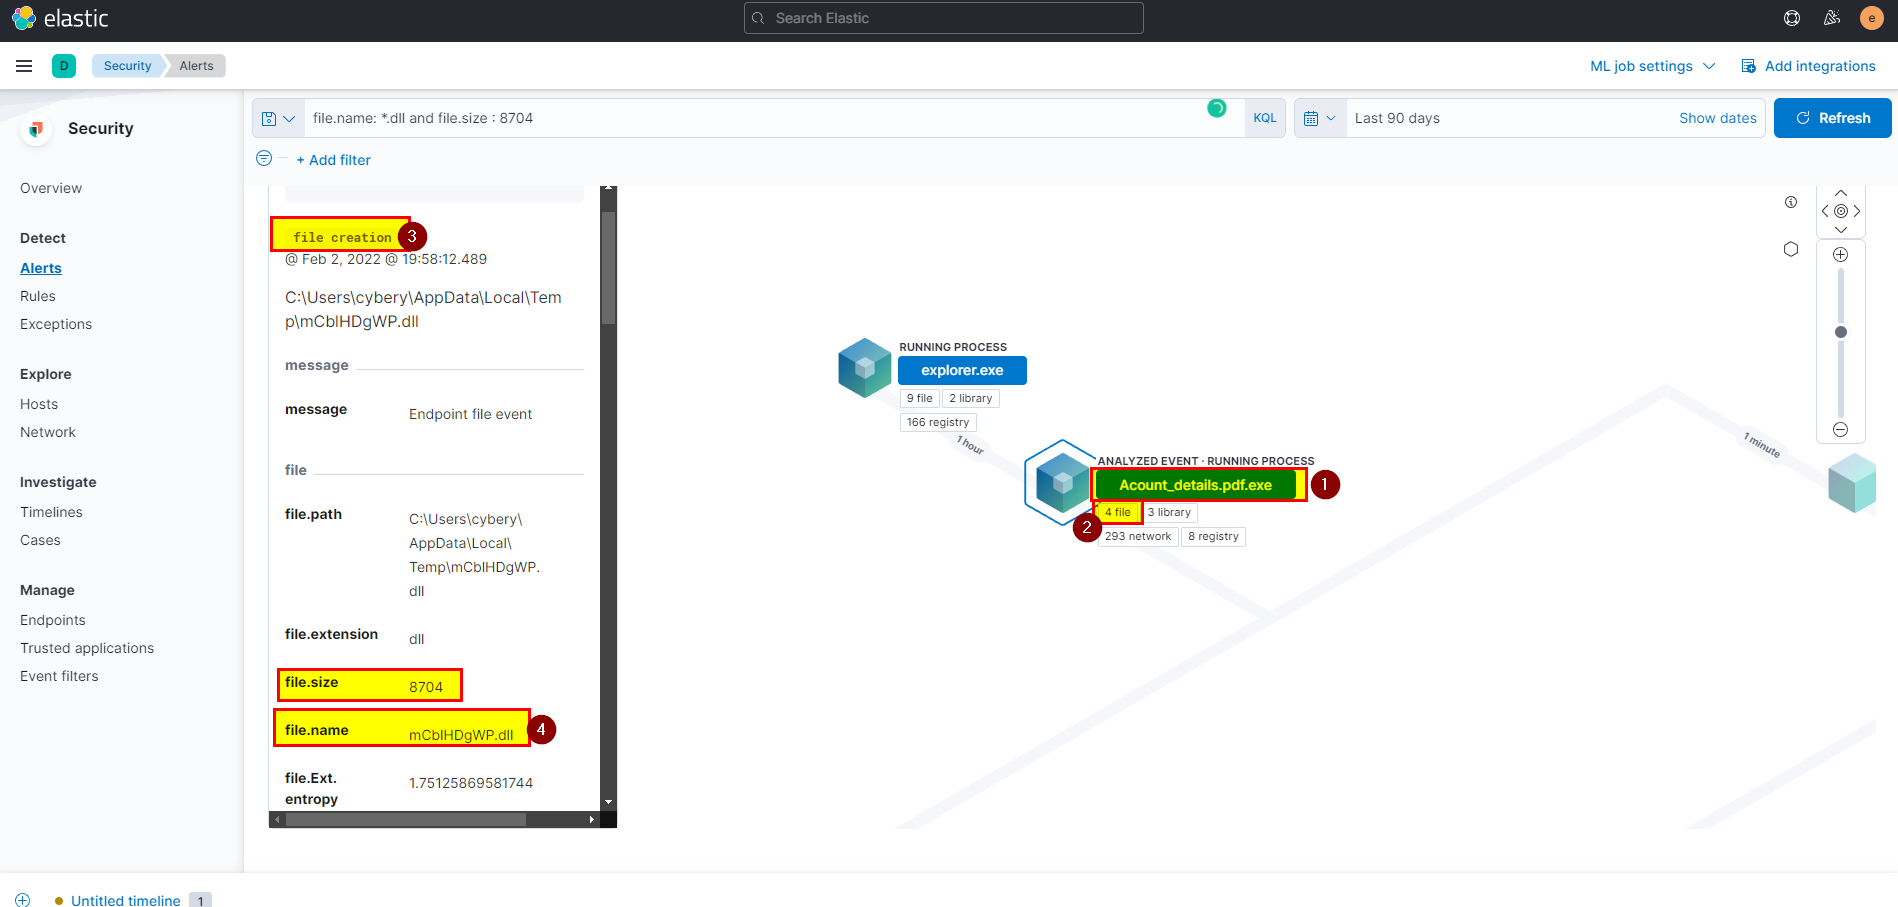 elastic
Search Elastic
e
D
Security
Alerts
ML job settings
Add integrations
Security
Overview
Detect
Alerts
Rules
Exceptions
Explore
Hosts
Network
Investigate
Timelines
Cases
Manage
Endpoints
Trusted applications
Event filters
file.name: *.dll and file.size : 8704
KQL
Last 90 days
Show dates
Refresh
+ Add filter
file creation
3
@ Feb 2, 2022 @ 19:58:12.489
C:\Users\cybery\AppData\Local\Tem
p\mCblHDgWP.dll
message
message
Endpoint file event
file
file.path
C:\Users\cybery\
AppData\Local\
Temp\mCblHDgWP.
dll
file.extension
dll
file.size
8704
file.name
mCblHDgWP.dll
4
file.Ext.
entropy
1.75125869581744
RUNNING PROCESS
explorer.exe
9 file
2 library
166 registry
1 hour
ANALYZED EVENT · RUNNING PROCESS
Acount_details.pdf.exe
1
4 file
3 library
2
293 network
8 registry
1 minute
Untitled timeline
1